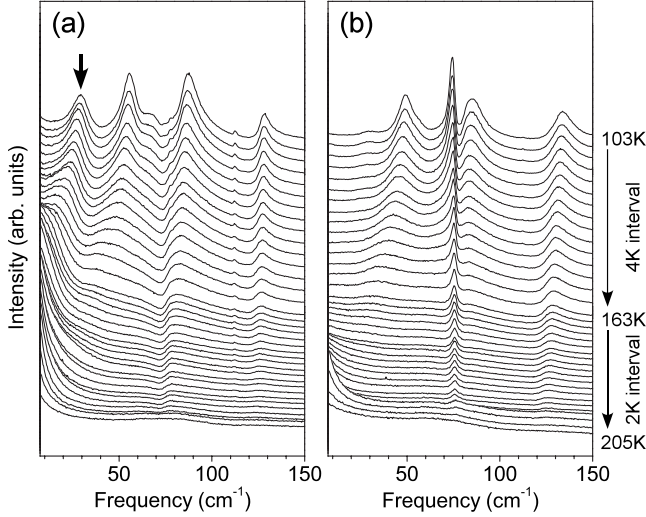 (a)
(b)
Intensity (arb. units)
103K
4K interval
163K
2K interval
205K
50
100
150
50
100
150
Frequency (cm-1)
Frequency (cm-1)